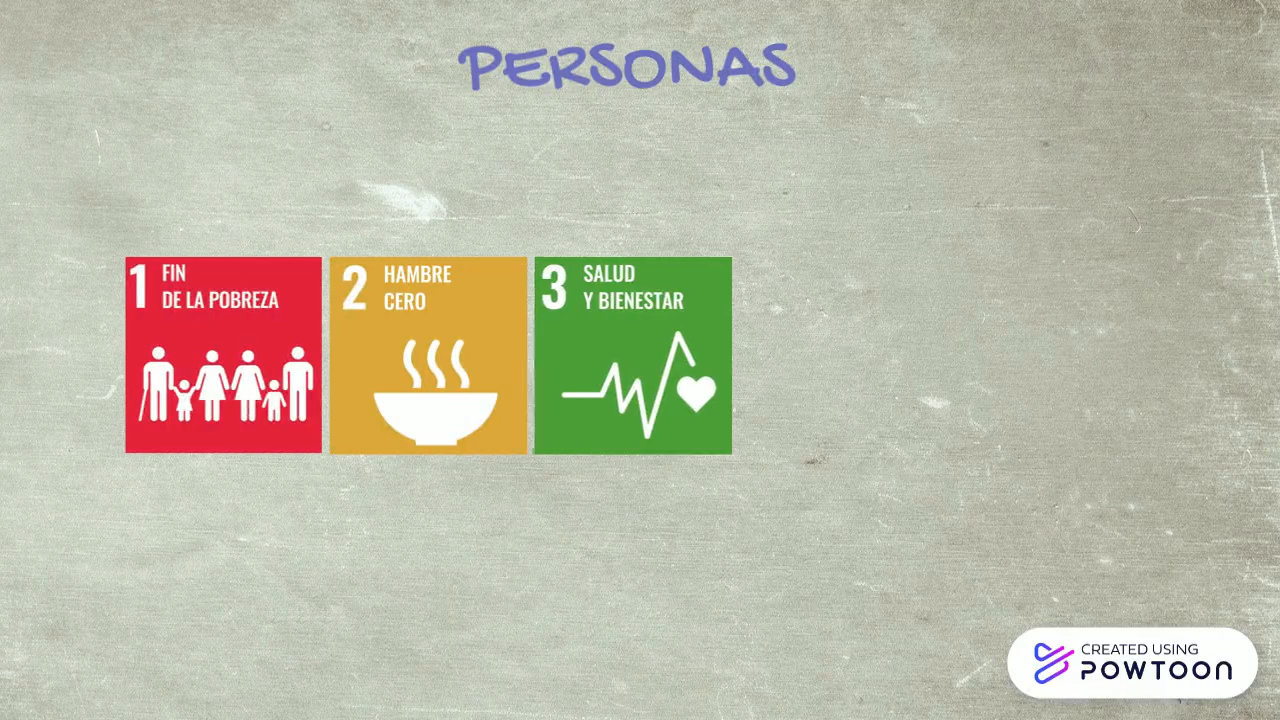 PERSONAS
1 FIN
DE LA POBREZA
2 HAMBRE
CERO
3 SALUD
Y BIENESTAR
CREATED USING
POWTOON